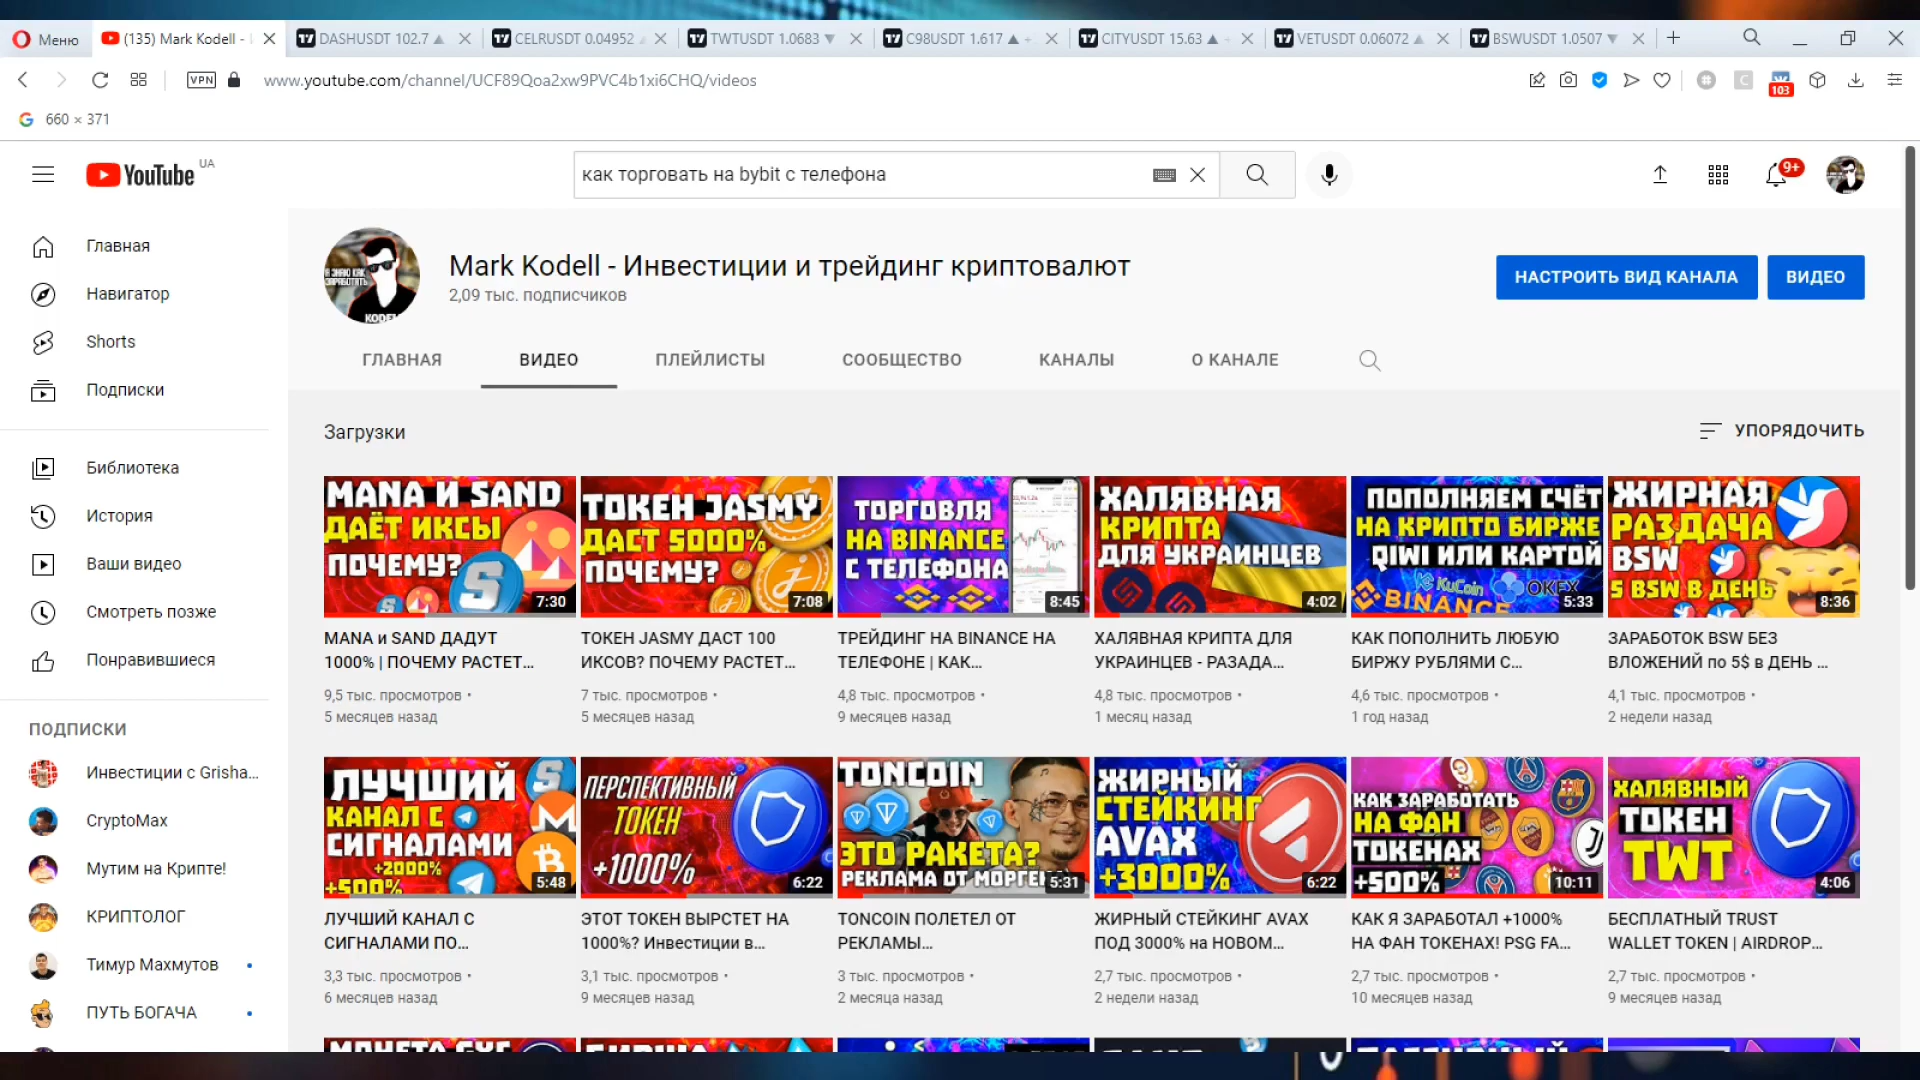 Меню
(135) Mark Kodell -
DASHUSDT 102.7
CELRUSDT 0.04952
TWTUSDT 1.0683
C98USDT 1.617
CITYUSDT 15.63
VETUSDT 0.06072
BSWUSDT 1.0507
VPN
www.youtube.com/channel/UCF89Qoa2xw9PVC4b1xi6CHQ/videos
103
660 × 371
YouTube UA
как торговать на bybit с телефона
9+
Главная
Навигатор
Shorts
Подписки
Библиотека
История
Ваши видео
Смотреть позже
Понравившиеся
ПОДПИСКИ
Инвестиции с Grisha...
CryptoMax
Мутим на Крипте!
КРИПТОЛОГ
Тимур Махмутов
ПУТЬ БОГАЧА
Mark Kodell - Инвестиции и трейдинг криптовалют
2,09 тыс. подписчиков
НАСТРОИТЬ ВИД КАНАЛА
ВИДЕО
ГЛАВНАЯ
ВИДЕО
ПЛЕЙЛИСТЫ
СООБЩЕСТВО
КАНАЛЫ
О КАНАЛЕ
Загрузки
УПОРЯДОЧИТЬ
MANA И SAND
ДАЁТ ИКСЫ
ПОЧЕМУ?
7:30
MANA и SAND ДАДУТ
1000% | ПОЧЕМУ РАСТЕТ...
9,5 тыс. просмотров •
5 месяцев назад
ТОКЕН JASMY
ДАСТ 5000%
ПОЧЕМУ?
7:08
ТОКЕН JASMY ДАСТ 100
ИКСОВ? ПОЧЕМУ РАСТЕТ...
7 тыс. просмотров •
5 месяцев назад
ТОРГОВЛЯ
НА BINANCE
С ТЕЛЕФОНА
8:45
ТРЕЙДИНГ НА BINANCE НА
ТЕЛЕФОНЕ | КАК...
4,8 тыс. просмотров •
9 месяцев назад
ХАЛЯВНАЯ
КРИПТА
ДЛЯ УКРАИНЦЕВ
4:02
ХАЛЯВНАЯ КРИПТА ДЛЯ
УКРАИНЦЕВ - РАЗАДА...
4,8 тыс. просмотров •
1 месяц назад
ПОПОЛНЯЕМ СЧЁТ
НА КРИПТО БИРЖЕ
QIWI ИЛИ КАРТОЙ
KuCoin
OKEX
BINANCE
5:33
КАК ПОПОЛНИТЬ ЛЮБУЮ
БИРЖУ РУБЛЯМИ С...
4,6 тыс. просмотров •
1 год назад
ЖИРНАЯ
РАЗДАЧА
BSW
5 BSW В ДЕНЬ
8:36
ЗАРАБОТОК BSW БЕЗ
ВЛОЖЕНИЙ по 5$ в ДЕНЬ ...
4,1 тыс. просмотров •
2 недели назад
ЛУЧШИЙ
КАНАЛ С
СИГНАЛАМИ
+2000%
+500%
5:48
ЛУЧШИЙ КАНАЛ С
СИГНАЛАМИ ПО...
3,3 тыс. просмотров •
6 месяцев назад
ПЕРСПЕКТИВНЫЙ
ТОКЕН
+1000%
6:22
ЭТОТ ТОКЕН ВЫРСТЕТ НА
1000%? Инвестиции в...
3,1 тыс. просмотров •
9 месяцев назад
TONCOIN
ЭТО РАКЕТА?
РЕКЛАМА ОТ МОРГЕН
5:31
TONCOIN ПОЛЕТЕЛ ОТ
РЕКЛАМЫ...
3 тыс. просмотров •
2 месяца назад
ЖИРНЫЙ
СТЕЙКИНГ
AVAX
+3000%
6:22
ЖИРНЫЙ СТЕЙКИНГ AVAX
ПОД 3000% на НОВОМ...
2,7 тыс. просмотров •
2 недели назад
КАК ЗАРАБОТАТЬ
НА ФАН
ТОКЕНАХ
+500%
10:11
КАК Я ЗАРАБОТАЛ +1000%
НА ФАН ТОКЕНАХ! PSG FA...
2,7 тыс. просмотров •
10 месяцев назад
ХАЛЯВНЫЙ
ТОКЕН
TWT
4:06
БЕСПЛАТНЫЙ TRUST
WALLET TOKEN | AIRDROP...
2,7 тыс. просмотров •
9 месяцев назад